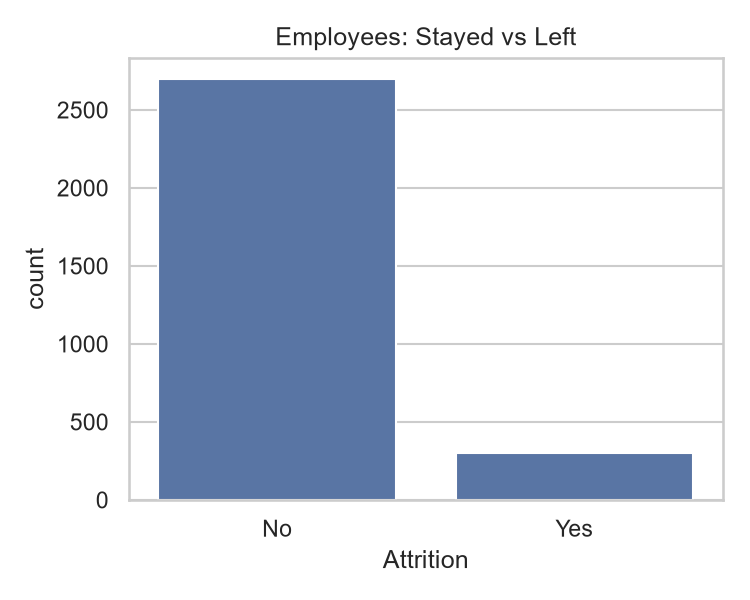 Employees: Stayed vs Left
2500
2000
1500
1000
500
0
count
No
Yes
Attrition